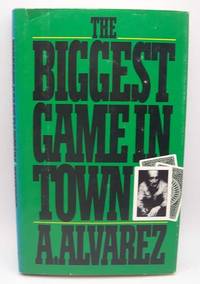 THE
BIGGEST
GAME IN
TOWN
A. ALVAREZ